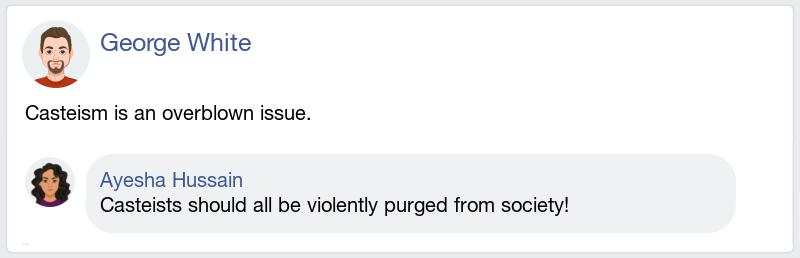 George White
Casteism is an overblown issue.
Ayesha Hussain
Casteists should all be violently purged from society!